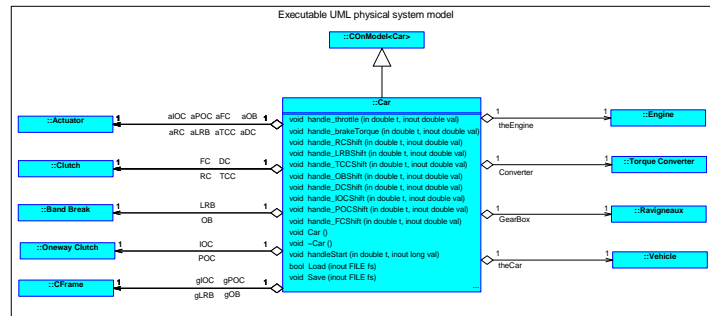 Executable UML physical system model
::COnModel<Car>
::Car
void handle_throttle (in double t, inout double val)
void handle_brakeTorque (in double t, inout double val)
void handle_RCShift (in double t, inout double val)
void handle_LRBShift (in double t, inout double val)
void handle_TCCShift (in double t, inout double val)
void handle_OBShift (in double t, inout double val)
void handle_DCShift (in double t, inout double val)
void handle_IOCShift (in double t, inout double val)
void handle_POCShift (in double t, inout double val)
void handle_FCShift (in double t, inout double val)
void Car ()
void ~Car ()
void handleStart (in double t, inout long val)
bool Load (inout FILE fs)
void Save (inout FILE fs)
...
::Actuator
1 aIOC aPOC aFC aOB 1
aRC aLRB aTCC aDC
::Clutch
1 FC DC 1
RC TCC
::Band Break
1 LRB 1
OB
::Oneway Clutch
1 IOC 1
POC
::CFrame
1 gIOC gPOC 1
gLRB gOB
1 1
theEngine
::Engine
1 1
Converter
::Torque Converter
1 1
GearBox
::Ravigneaux
1 1
theCar
::Vehicle